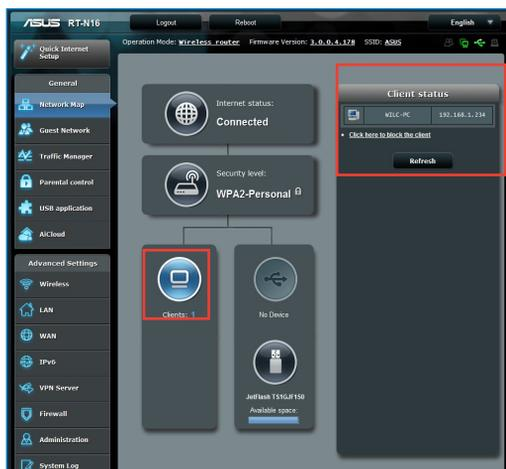 ASUS RT-N16
Logout
Reboot
English
Quick Internet
Setup
Operation Mode: Wireless router Firmware Version: 3.0.0.4.178 SSID: ASUS
General
Network Map
Guest Network
Traffic Manager
Parental control
USB application
AiCloud
Advanced Settings
Wireless
LAN
WAN
IPv6
VPN Server
Firewall
Administration
System Log
Internet status:
Connected
Security level:
WPA2-Personal
Clients: 1
No Device
JetFlash TS1GJF150
Available space:
Client status
WILC-PC 192.168.1.234
Click here to block the client
Refresh